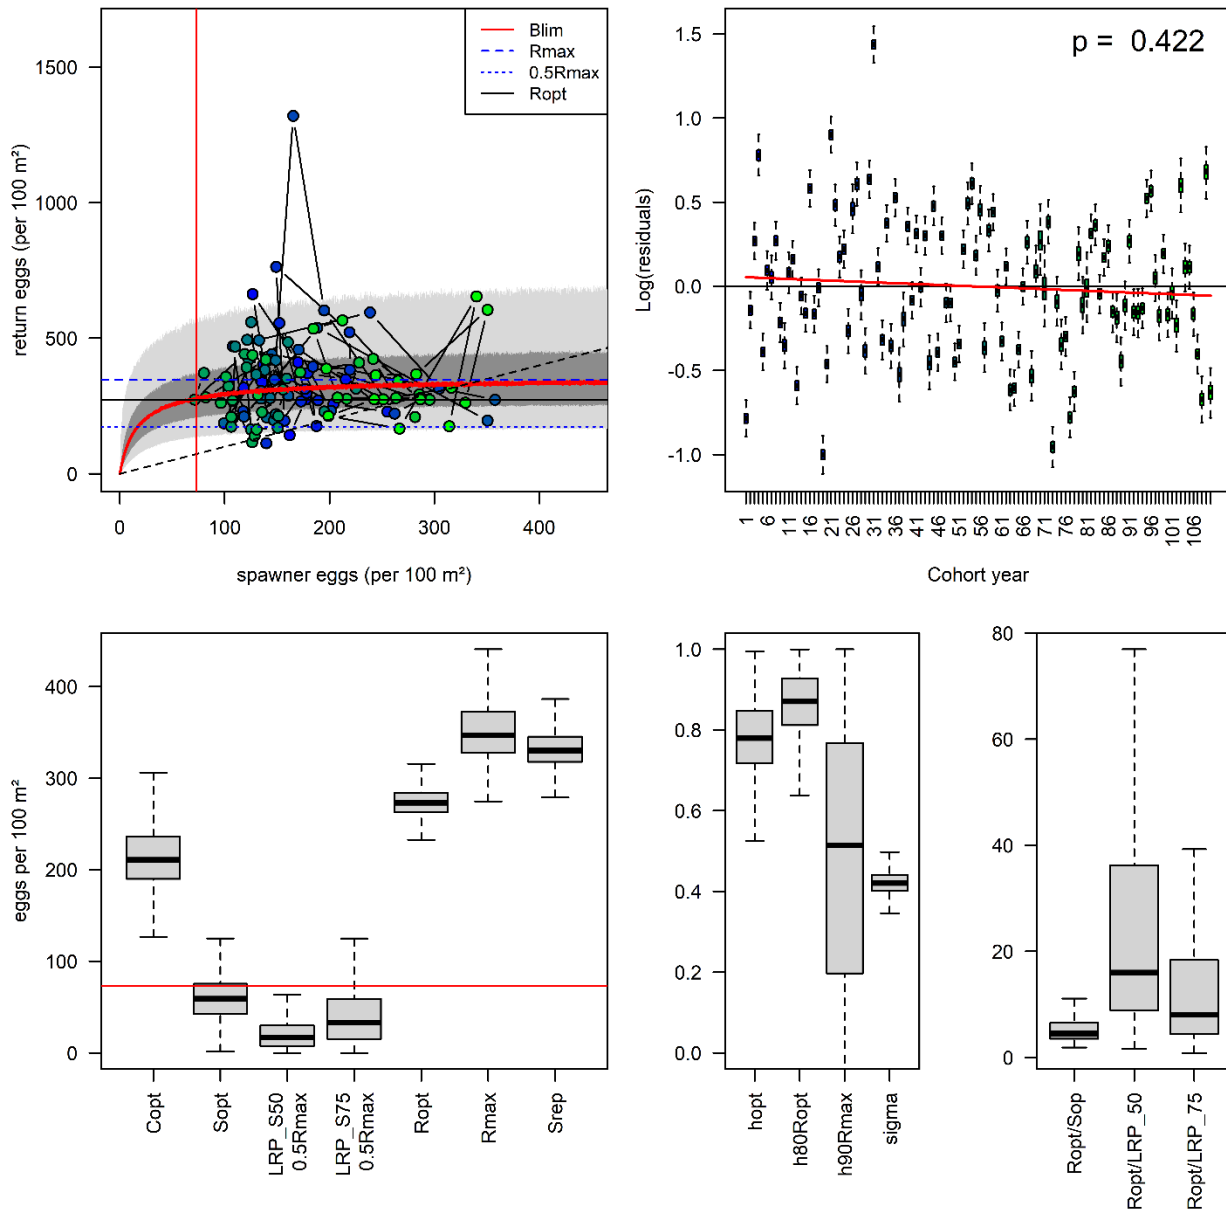 Blim
Rmax
0.5Rmax
Ropt
return eggs (per 100 m²)
1500
1000
500
0
0 100 200 300 400
spawner eggs (per 100 m²)
p = 0.422
Log(residuals)
1.5
1.0
0.5
0.0
-0.5
-1.0
1 6 11 16 21 26 31 36 41 46 51 56 61 66 71 76 81 86 91 96 101 106
Cohort year
eggs per 100 m²
400
300
200
100
0
Copt
Sopt
LRP_S50
0.5Rmax
LRP_S75
0.5Rmax
Ropt
Rmax
Srep
1.0
0.8
0.6
0.4
0.2
0.0
hopt
h80Ropt
h90Rmax
sigma
80
60
40
20
0
Ropt/Sop
Ropt/LRP_50
Ropt/LRP_75